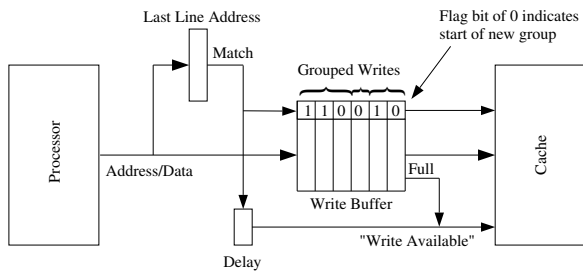 Last Line Address
Match
Flag bit of 0 indicates
start of new group
Grouped Writes
1 1 0 0 1 0
Processor
Address/Data
Full
Write Buffer
Cache
"Write Available"
Delay